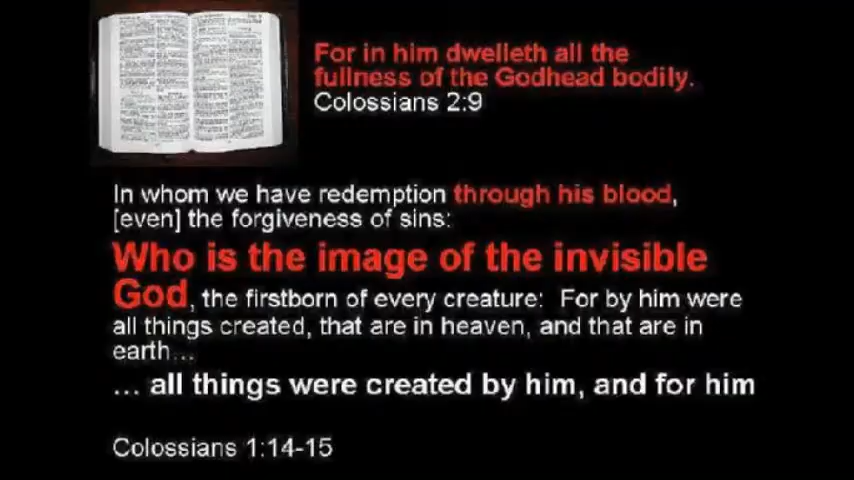 For in him dwelleth all the
fullness of the Godhead bodily.
Colossians 2:9
In whom we have redemption through his blood,
[even] the forgiveness of sins:
Who is the image of the invisible
God, the firstborn of every creature: For by him were
all things created, that are in heaven, and that are in
earth...
... all things were created by him, and for him
Colossians 1:14-15